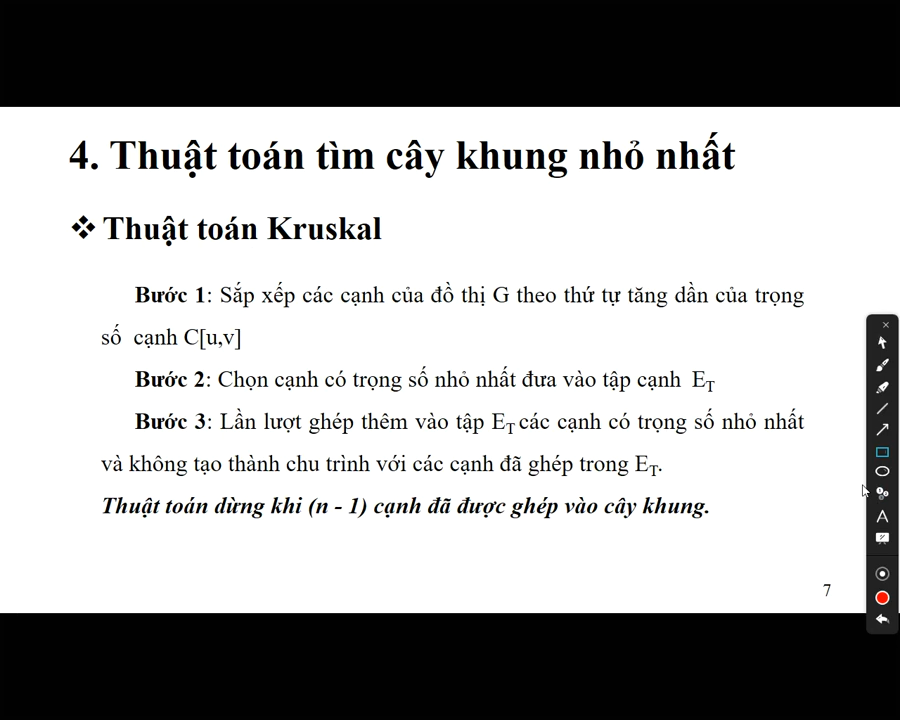 4. Thuật toán tìm cây khung nhỏ nhất
❖ Thuật toán Kruskal
Bước 1: Sắp xếp các cạnh của đồ thị G theo thứ tự tăng dần của trọng
số cạnh C[u,v]
Bước 2: Chọn cạnh có trọng số nhỏ nhất đưa vào tập cạnh E_T
Bước 3: Lần lượt ghép thêm vào tập E_T các cạnh có trọng số nhỏ nhất
và không tạo thành chu trình với các cạnh đã ghép trong E_T.
Thuật toán dừng khi (n - 1) cạnh đã được ghép vào cây khung.
7